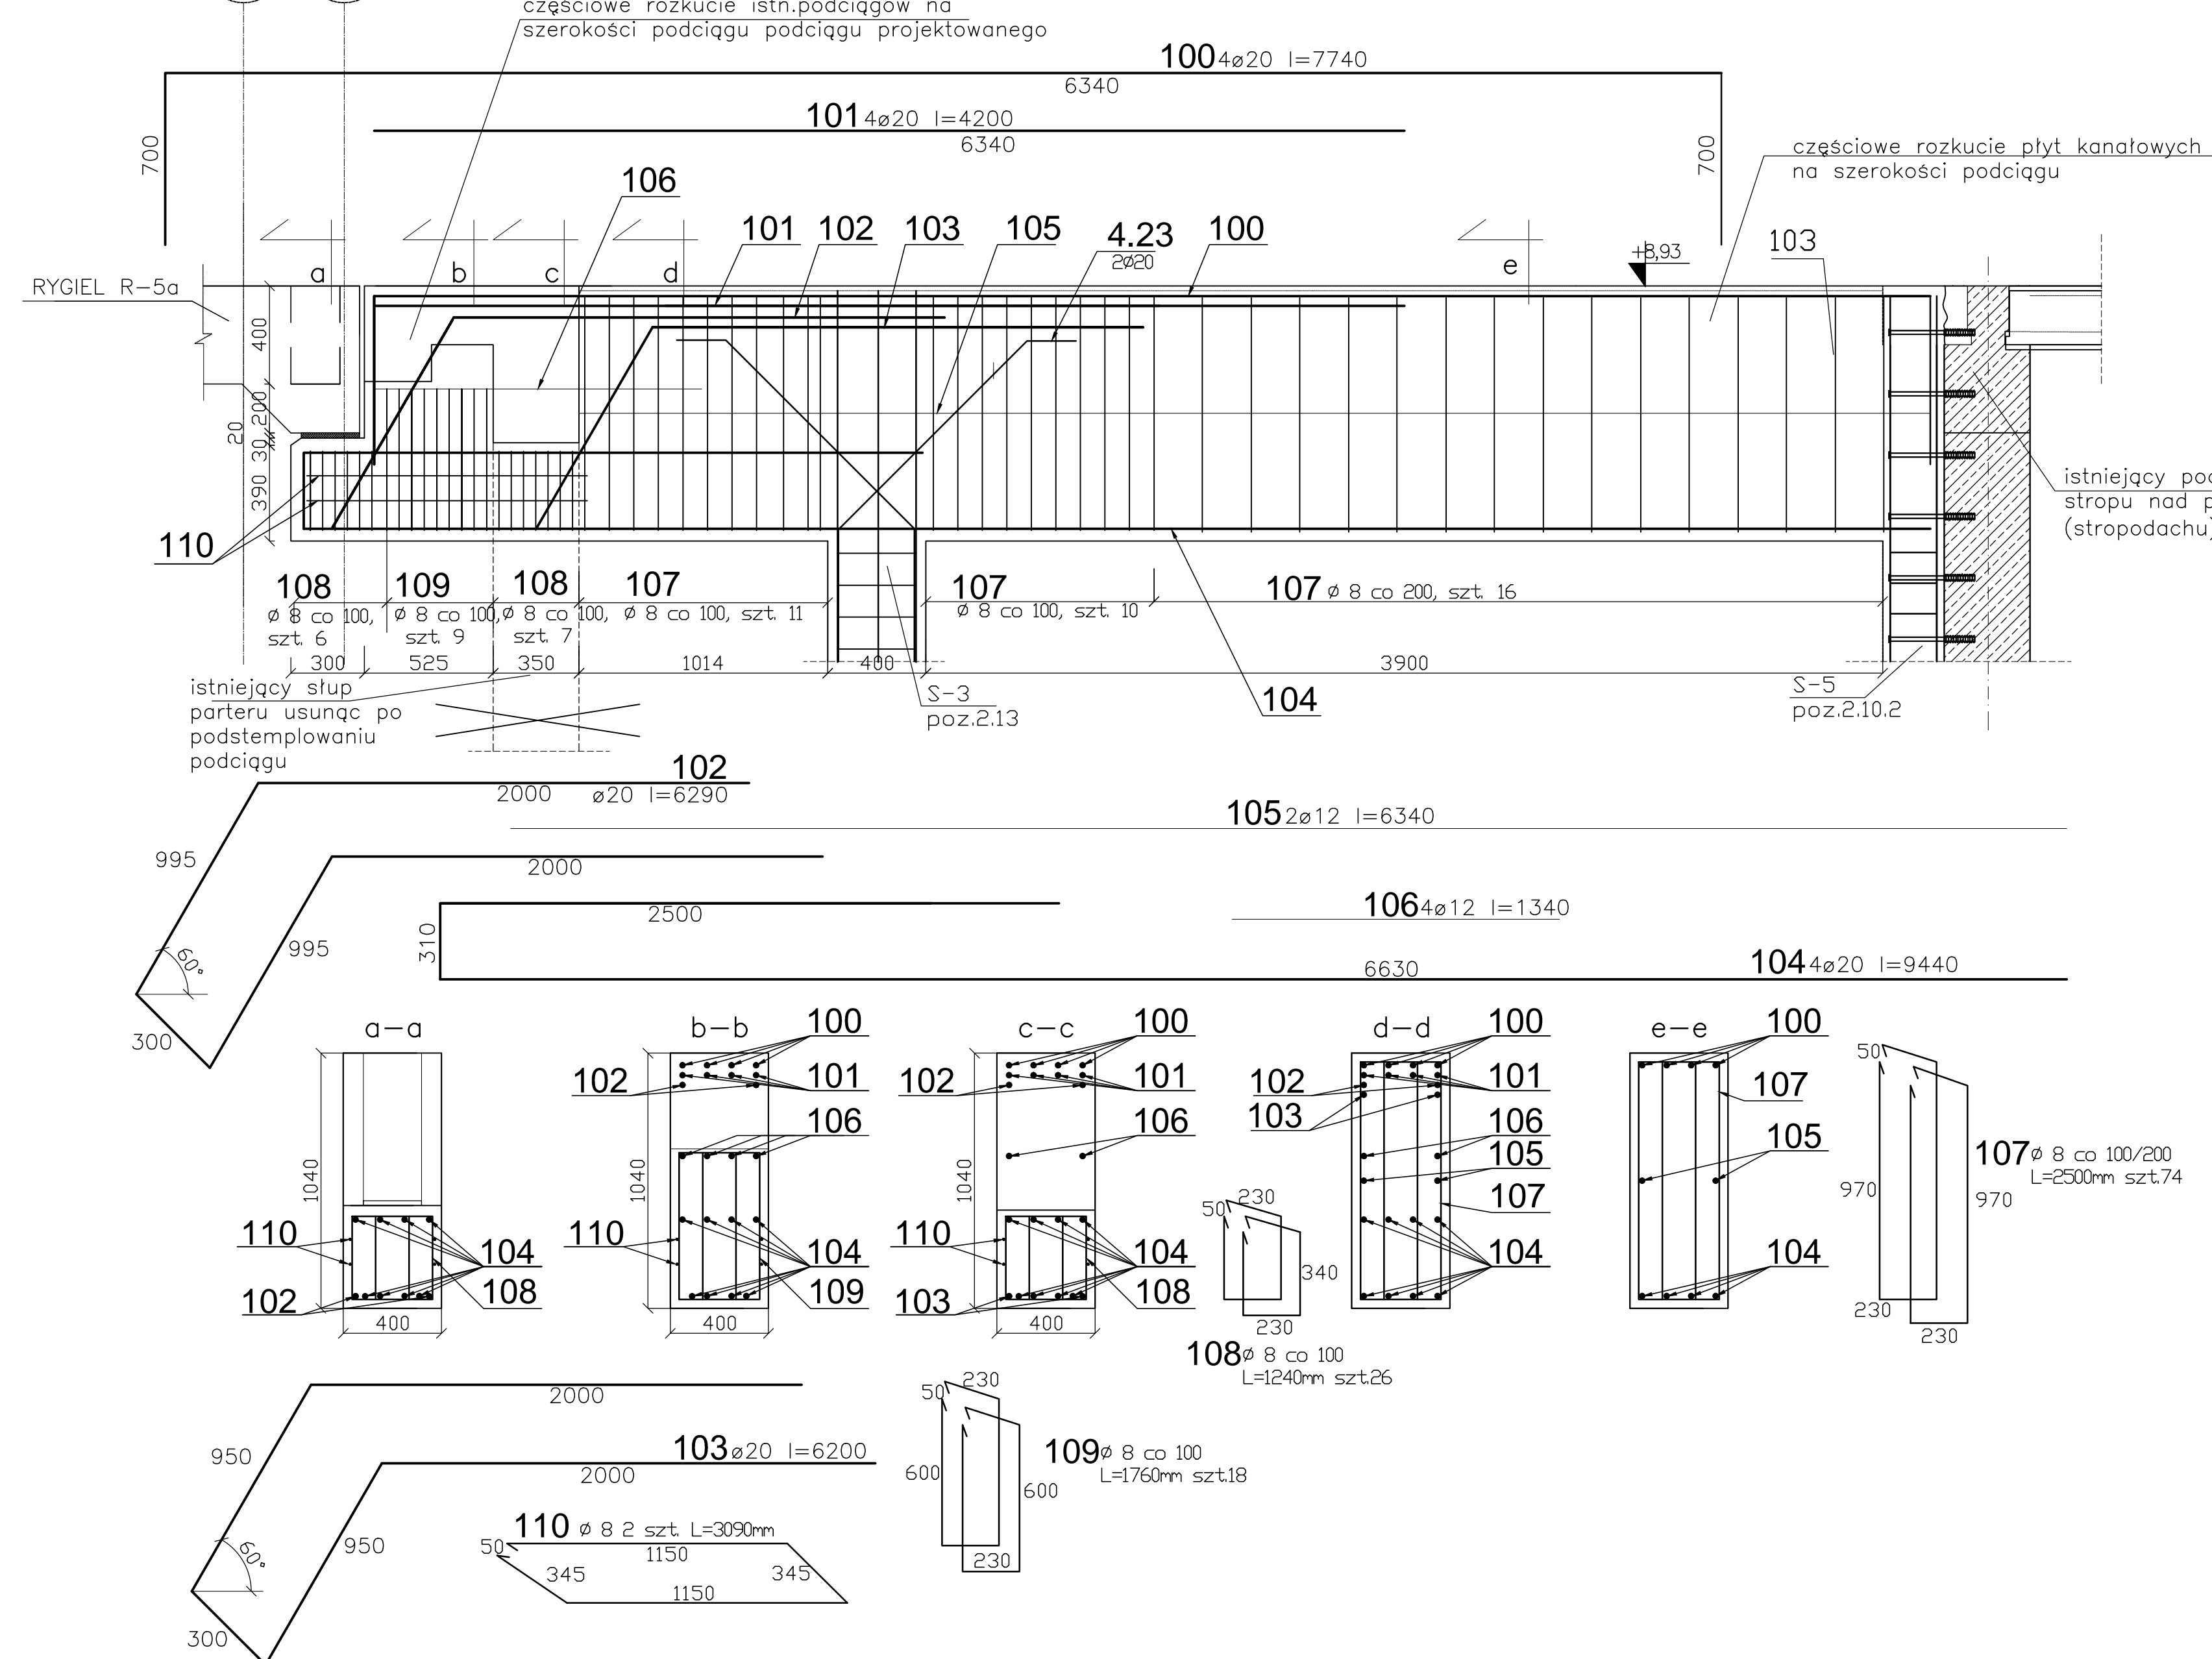 częściowe rozkucie istn.podciągów na
szerokości podciągu podciągu projektowanego
100 4ø20 l=7740
6340
101 4ø20 l=4200
6340
700
700
częściowe rozkucie płyt kanałowych
na szerokości podciągu
106
101
102
103
105
4.23
2ø20
100
+8,93
103
a
b
c
d
e
RYGIEL R-5a
400
200
20
30
390
110
istniejący
stropu nad
(stropodachu)
108
ø 8 co 100,
szt. 6
109
ø 8 co 100,
szt. 9
108
ø 8 co 100,
szt. 7
107
ø 8 co 100, szt. 11
107
ø 8 co 100, szt. 10
107 ø 8 co 200, szt. 16
300
525
350
1014
400
3900
istniejący słup
parteru usunąc po
podstemplowaniu
podciągu
S-3
poz.2.13
104
S-5
poz.2.10.2
102
2000 ø20 l=6290
995
2000
995
60°
300
105 2ø12 l=6340
2500
310
106 4ø12 l=1340
6630
104 4ø20 l=9440
a-a
1040
110
102
104
108
400
b-b
100
102
101
106
1040
110
104
109
400
c-c
100
102
101
106
1040
110
103
104
108
400
50
230
340
230
108 ø 8 co 100
L=1240mm szt.26
d-d
100
102
101
103
106
105
107
104
e-e
100
107
105
104
50
970
970
230
230
107 ø 8 co 100/200
L=2500mm szt.74
2000
950
103 ø20 l=6200
2000
950
60°
300
50
230
600
600
230
109 ø 8 co 100
L=1760mm szt.18
110 ø 8 2 szt. L=3090mm
50
1150
345
345
1150